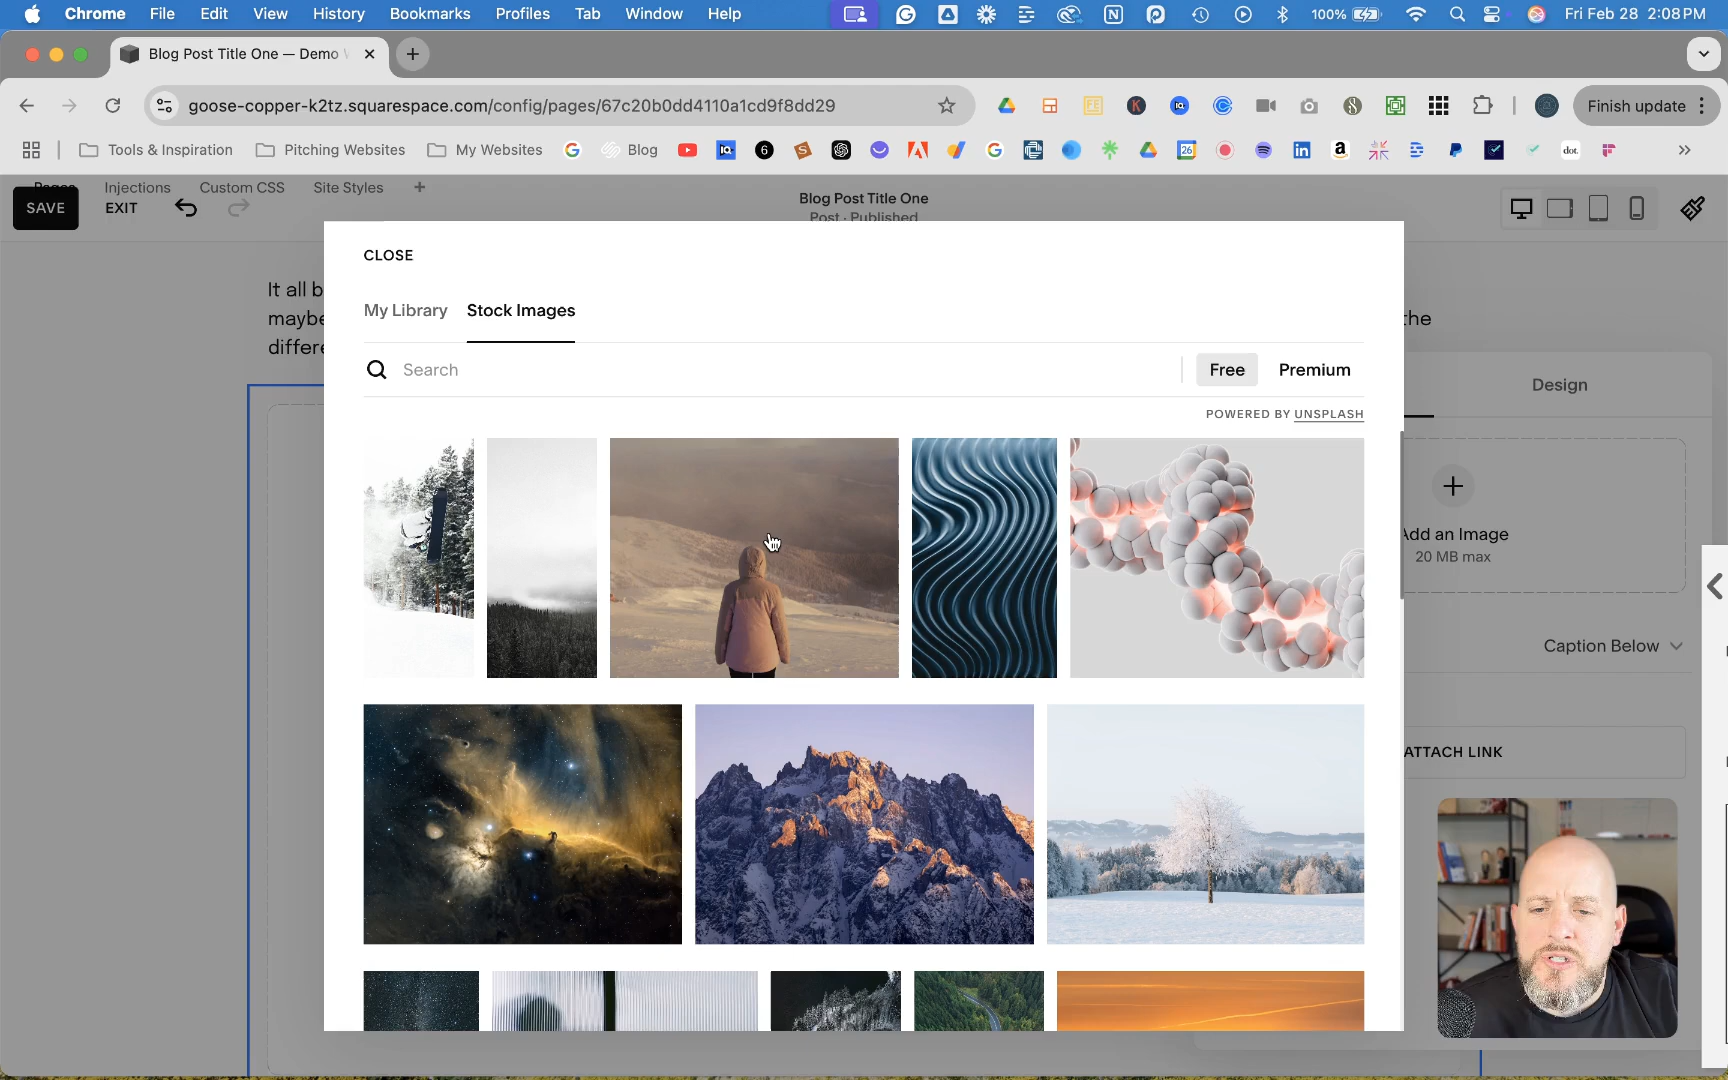 Chrome File Edit View History Bookmarks Profiles Tab Window Help 100% Fri Feb 28 2:08 PM
Blog Post Title One — Demo
goose-copper-k2tz.squarespace.com/config/pages/67c20b0dd4110a1cd9f8dd29
Finish update
Tools & Inspiration Pitching Websites My Websites Blog
Pages Injections Custom CSS Site Styles
SAVE EXIT
Blog Post Title One
Post · Published
It all b
maybe the
differe
CLOSE
My Library Stock Images
Search Free Premium
POWERED BY UNSPLASH
Design
Add an Image
20 MB max
Caption Below
ATTACH LINK